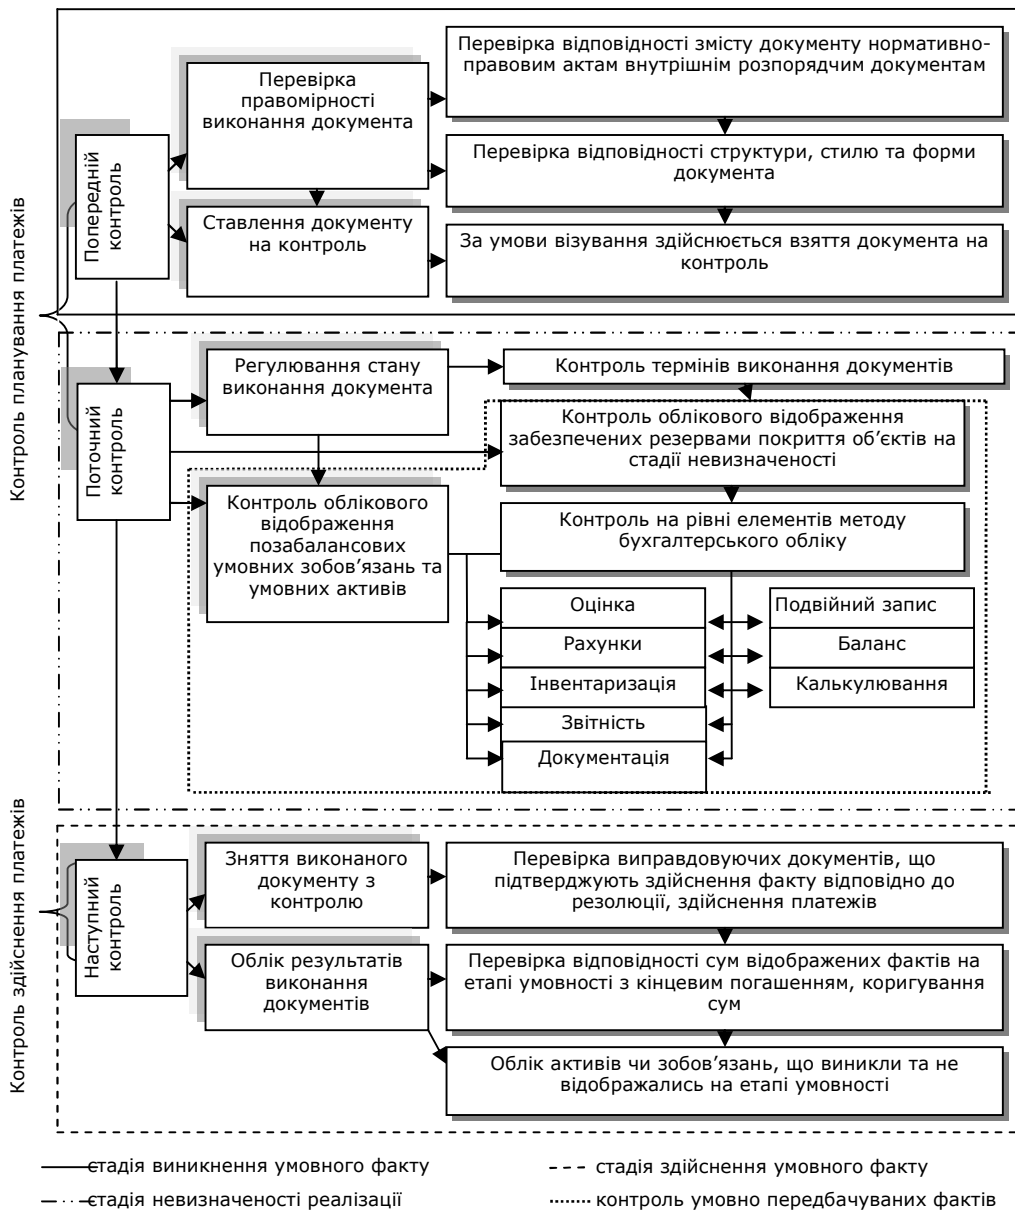 Контроль планування платежів
Попередній
контроль
Перевірка
правомірності
виконання документа
Перевірка відповідності змісту документу нормативно-
правовим актам внутрішнім розпорядчим документам
Перевірка відповідності структури, стилю та форми
документа
Ставлення документу
на контроль
За умови візування здійснюється взяття документа на
контроль
Поточний
контроль
Регулювання стану
виконання документа
Контроль термінів виконання документів
Контроль облікового відображення
забезпечених резервами покриття об’єктів на
стадії невизначеності
Контроль облікового
відображення
позабалансових
умовних зобов’язань та
умовних активів
Контроль на рівні елементів методу
бухгалтерського обліку
Оцінка
Подвійний запис
Рахунки
Баланс
Інвентаризація
Калькулювання
Звітність
Документація
Контроль здійснення платежів
Наступний
контроль
Зняття виконаного
документу з
контролю
Перевірка виправдовуючих документів, що
підтверджують здійснення факту відповідно до
резолюції, здійснення платежів
Облік результатів
виконання
документів
Перевірка відповідності сум відображених фактів на
етапі умовності з кінцевим погашенням, коригування
сум
Облік активів чи зобов’язань, що виникли та не
відображались на етапі умовності
стадія виникнення умовного факту
стадія здійснення умовного факту
стадія невизначеності реалізації
контроль умовно передбачуваних фактів